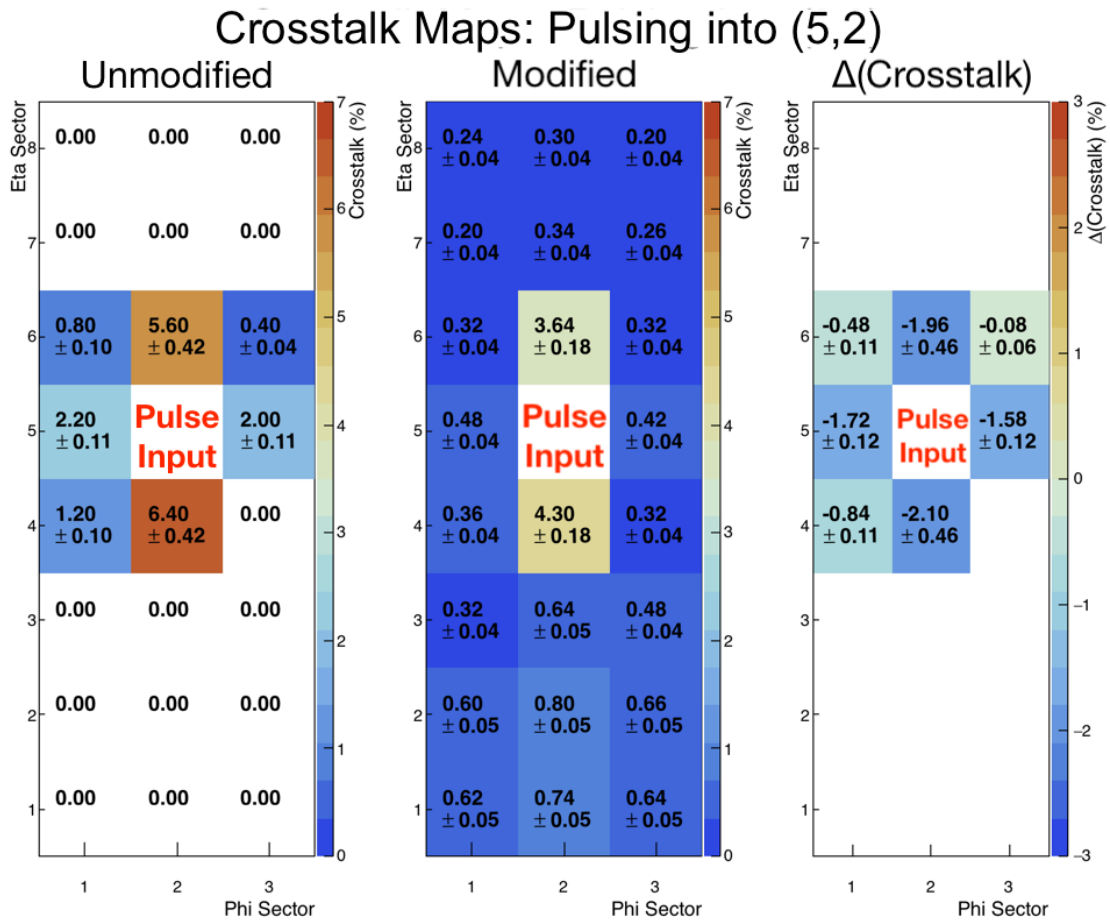 Crosstalk Maps: Pulsing into (5,2)
Unmodified
Eta Sector
8
7
6
5
4
3
2
1
0.00 0.00 0.00
0.00 0.00 0.00
0.80 5.60 0.40
± 0.10 ± 0.42 ± 0.04
2.20 Pulse 2.00
± 0.11 Input ± 0.11
1.20 6.40 0.00
± 0.10 ± 0.42
0.00 0.00 0.00
0.00 0.00 0.00
0.00 0.00 0.00
1 2 3
Phi Sector
Crosstalk (%)
7
6
5
4
3
2
1
0
Modified
Eta Sector
8
7
6
5
4
3
2
1
0.24 0.30 0.20
± 0.04 ± 0.04 ± 0.04
0.20 0.34 0.26
± 0.04 ± 0.04 ± 0.04
0.32 3.64 0.32
± 0.04 ± 0.18 ± 0.04
0.48 Pulse 0.42
± 0.04 Input ± 0.04
0.36 4.30 0.32
± 0.04 ± 0.18 ± 0.04
0.32 0.64 0.48
± 0.04 ± 0.05 ± 0.04
0.60 0.80 0.66
± 0.05 ± 0.05 ± 0.05
0.62 0.74 0.64
± 0.05 ± 0.05 ± 0.05
1 2 3
Phi Sector
Crosstalk (%)
7
6
5
4
3
2
1
0
Δ(Crosstalk)
Eta Sector
8
7
6
5
4
3
2
1
-0.48 -1.96 -0.08
± 0.11 ± 0.46 ± 0.06
-1.72 Pulse -1.58
± 0.12 Input ± 0.12
-0.84 -2.10
± 0.11 ± 0.46
1 2 3
Phi Sector
Δ(Crosstalk) (%)
3
2
1
0
−1
−2
−3